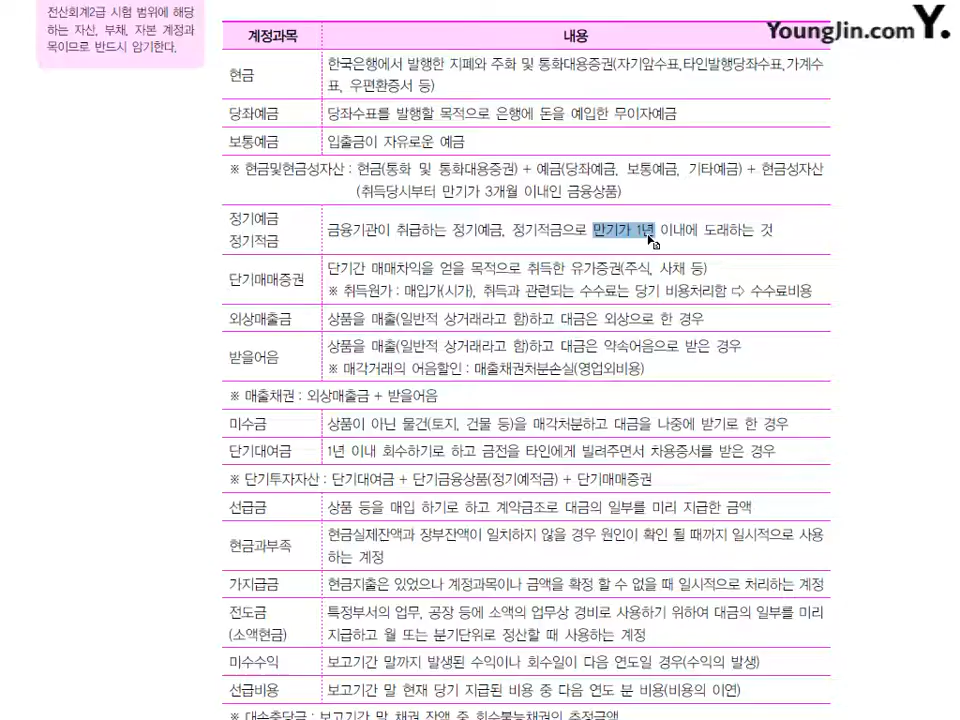 전산회계2급 시험 범위에 해당
하는 자산, 부채, 자본 계정과
목이므로 반드시 암기한다.
YoungJin.com Y.
계정과목 내용
현금 한국은행에서 발행한 지폐와 주화 및 통화대용증권(자기앞수표,타인발행당좌수표,가계수
표, 우편환증서 등)
당좌예금 당좌수표를 발행할 목적으로 은행에 돈을 예입한 무이자예금
보통예금 입출금이 자유로운 예금
※ 현금및현금성자산 : 현금(통화 및 통화대용증권) + 예금(당좌예금, 보통예금, 기타예금) + 현금성자산
(취득당시부터 만기가 3개월 이내인 금융상품)
정기예금
정기적금 금융기관이 취급하는 정기예금, 정기적금으로 만기가 1년 이내에 도래하는 것
단기매매증권 단기간 매매차익을 얻을 목적으로 취득한 유가증권(주식, 사채 등)
※ 취득원가 : 매입가(시가), 취득과 관련되는 수수료는 당기 비용처리함 ⇨ 수수료비용
외상매출금 상품을 매출(일반적 상거래라고 함)하고 대금은 외상으로 한 경우
받을어음 상품을 매출(일반적 상거래라고 함)하고 대금은 약속어음으로 받은 경우
※ 매각거래의 어음할인 : 매출채권처분손실(영업외비용)
※ 매출채권 : 외상매출금 + 받을어음
미수금 상품이 아닌 물건(토지, 건물 등)을 매각처분하고 대금을 나중에 받기로 한 경우
단기대여금 1년 이내 회수하기로 하고 금전을 타인에게 빌려주면서 차용증서를 받은 경우
※ 단기투자자산 : 단기대여금 + 단기금융상품(정기예적금) + 단기매매증권
선급금 상품 등을 매입 하기로 하고 계약금조로 대금의 일부를 미리 지급한 금액
현금과부족 현금실제잔액과 장부잔액이 일치하지 않을 경우 원인이 확인 될 때까지 일시적으로 사용
하는 계정
가지급금 현금지출은 있었으나 계정과목이나 금액을 확정 할 수 없을 때 일시적으로 처리하는 계정
전도금
(소액현금) 특정부서의 업무, 공장 등에 소액의 업무상 경비로 사용하기 위하여 대금의 일부를 미리
지급하고 월 또는 분기단위로 정산할 때 사용하는 계정
미수수익 보고기간 말까지 발생된 수익이나 회수일이 다음 연도일 경우(수익의 발생)
선급비용 보고기간 말 현재 당기 지급된 비용 중 다음 연도 분 비용(비용의 이연)
※ 대손충당금 : 보고기간 말 채권 잔액 중 회수불능채권의 추정금액